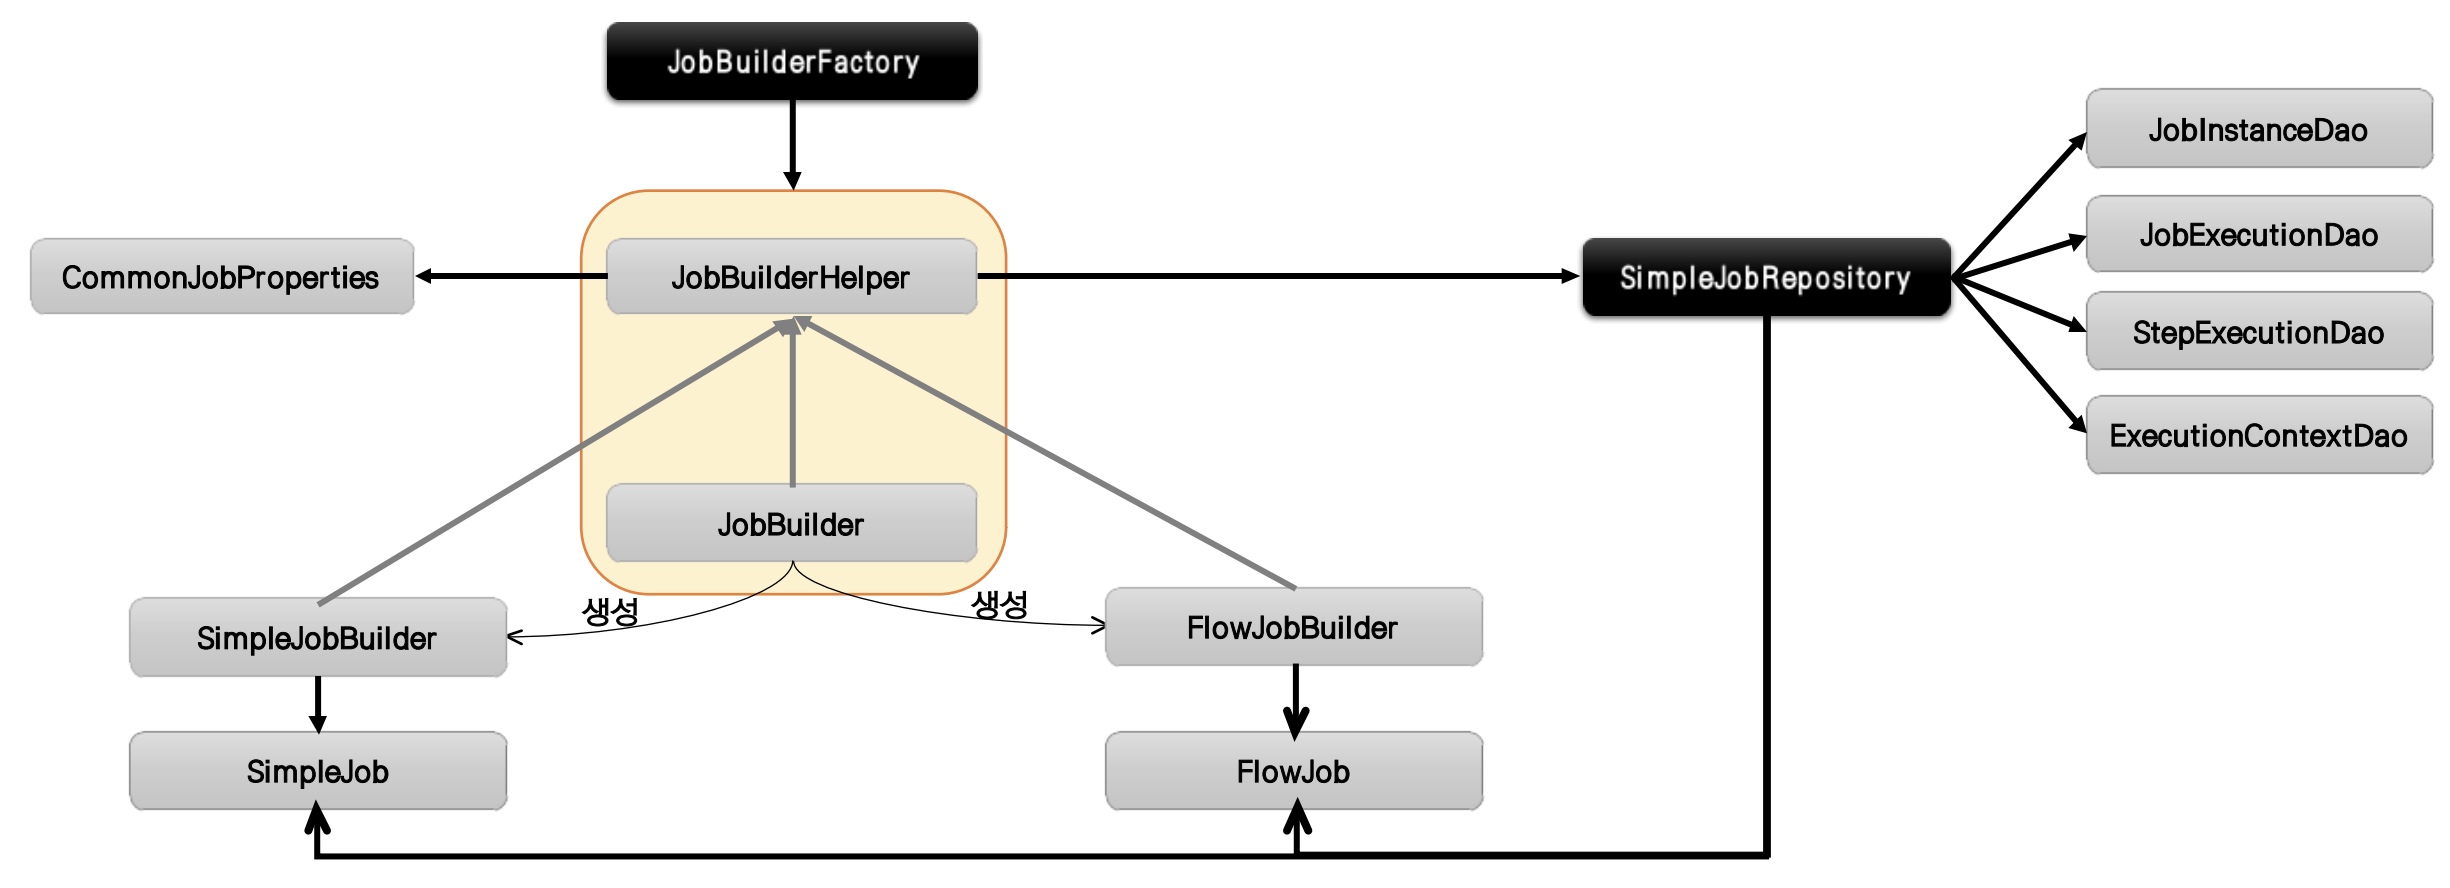 JobBuilderFactory
JobInstanceDao
JobExecutionDao
CommonJobProperties
JobBuilderHelper
SimpleJobRepository
StepExecutionDao
ExecutionContextDao
JobBuilder
생성
생성
SimpleJobBuilder
FlowJobBuilder
SimpleJob
FlowJob